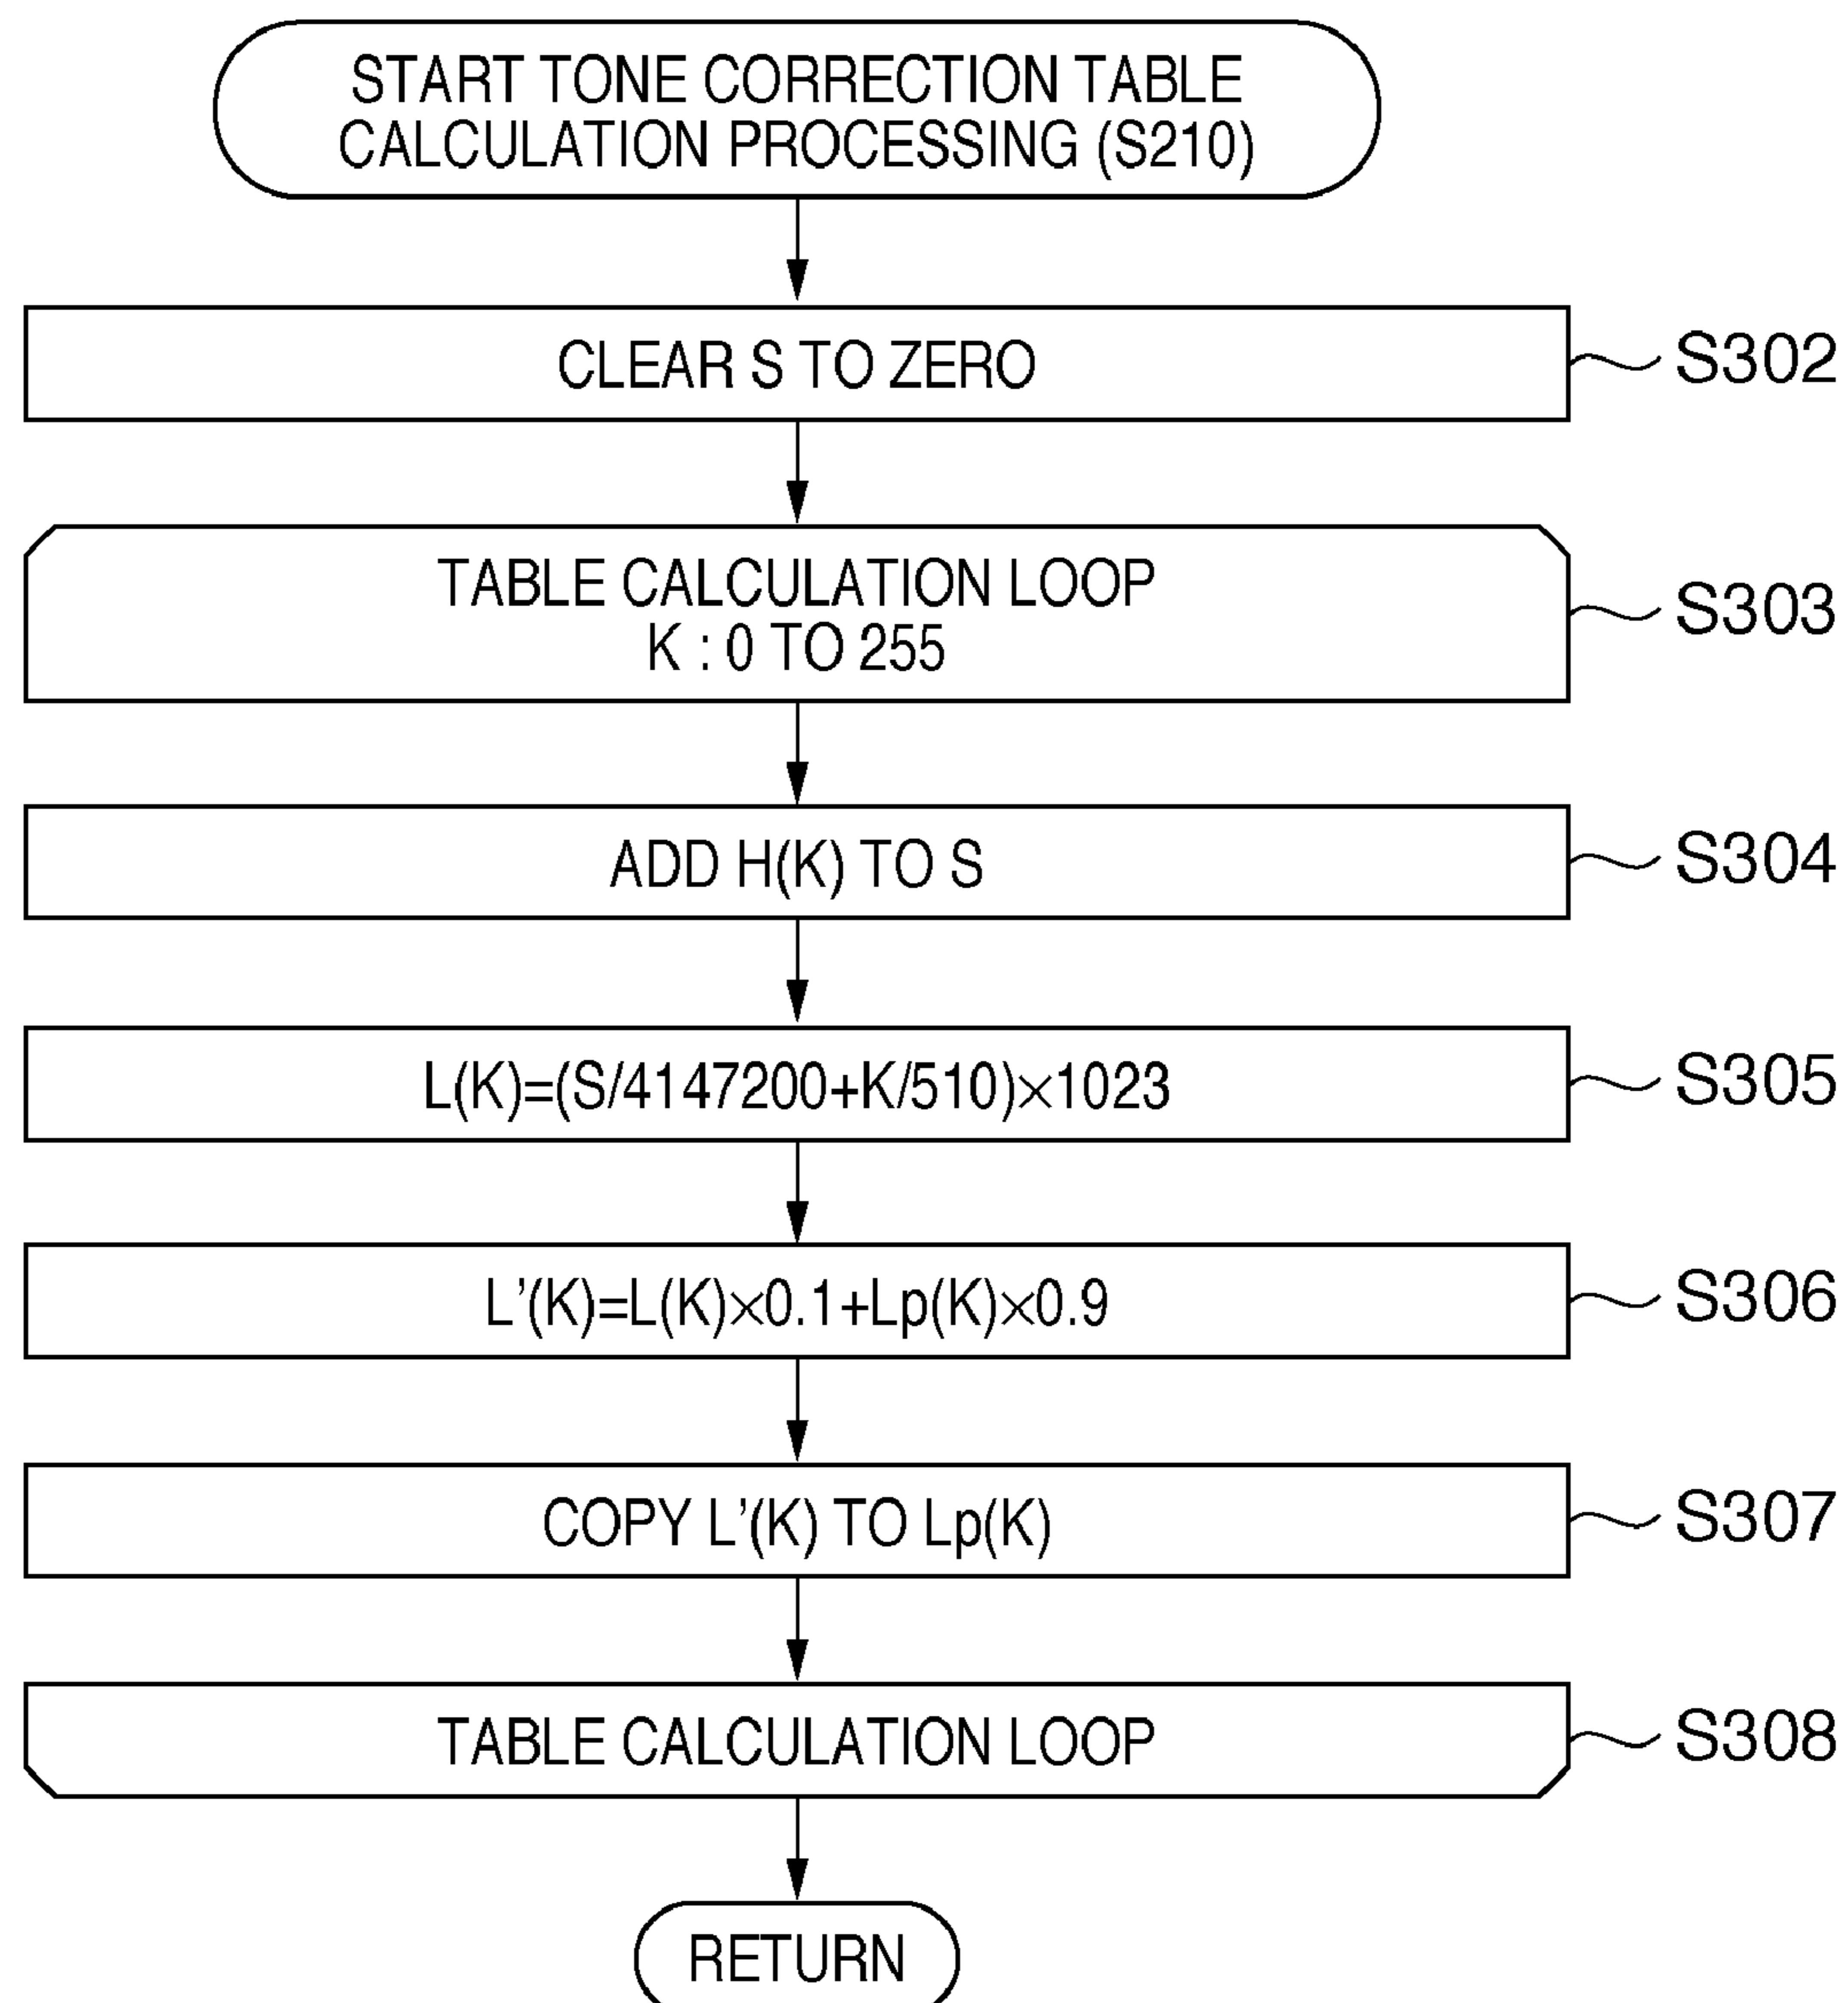 START TONE CORRECTION TABLE
CALCULATION PROCESSING (S210)
CLEAR S TO ZERO
S302
TABLE CALCULATION LOOP
K : 0 TO 255
S303
ADD H(K) TO S
S304
L(K)=(S/4147200+K/510)×1023
S305
L'(K)=L(K)×0.1+Lp(K)×0.9
S306
COPY L'(K) TO Lp(K)
S307
TABLE CALCULATION LOOP
S308
RETURN